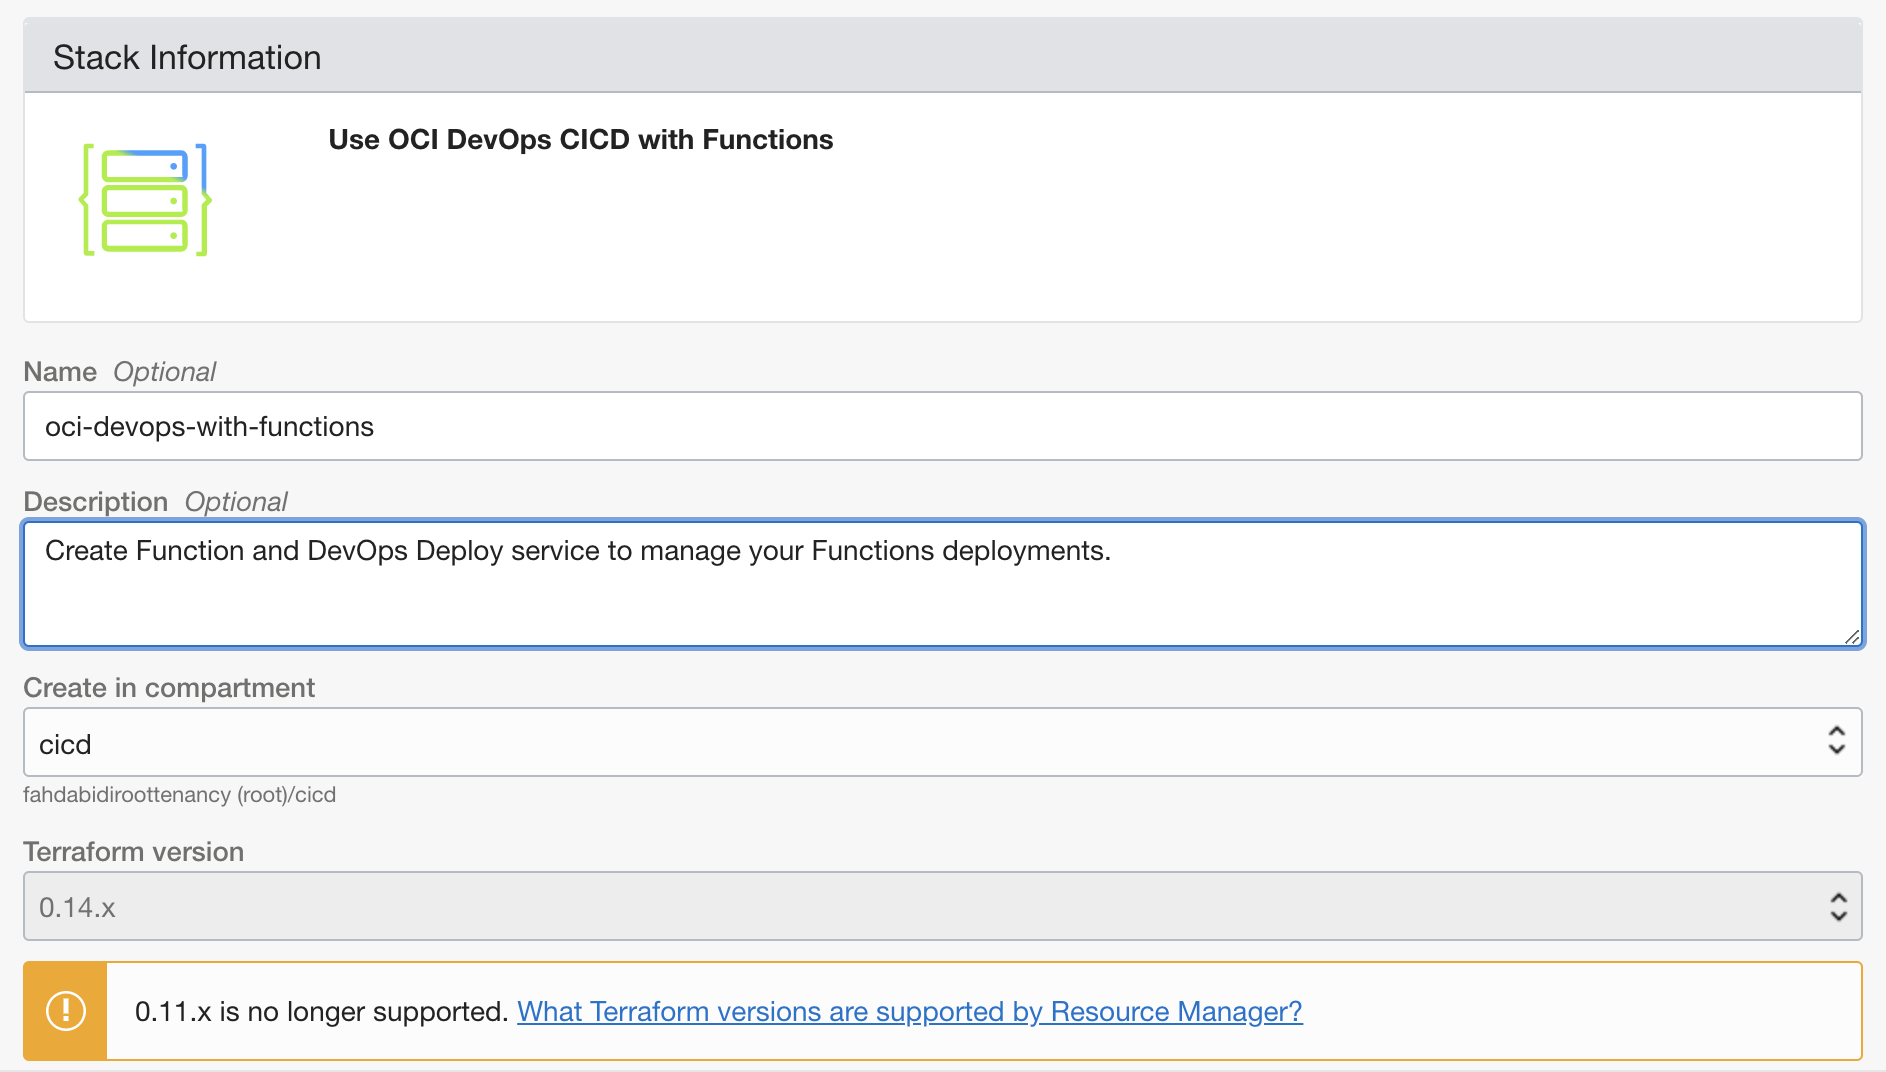 Stack Information
Use OCI DevOps CICD with Functions
Name Optional
oci-devops-with-functions
Description Optional
Create Function and DevOps Deploy service to manage your Functions deployments.
Create in compartment
cicd
fahdabidiroottenancy (root)/cicd
Terraform version
0.14.x
0.11.x is no longer supported. What Terraform versions are supported by Resource Manager?